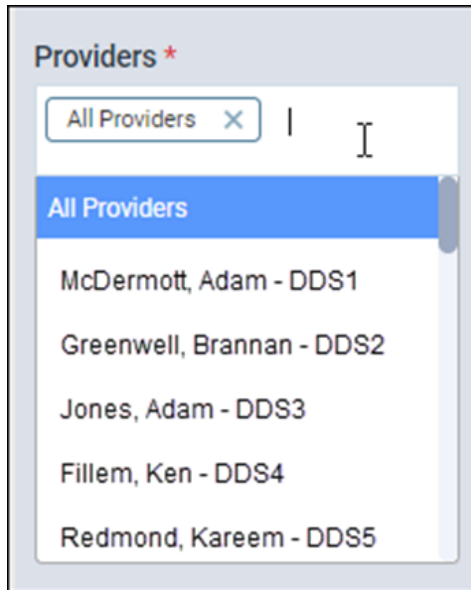 Providers *
All Providers ×
All Providers
McDermott, Adam - DDS1
Greenwell, Brannan - DDS2
Jones, Adam - DDS3
Fillem, Ken - DDS4
Redmond, Kareem - DDS5